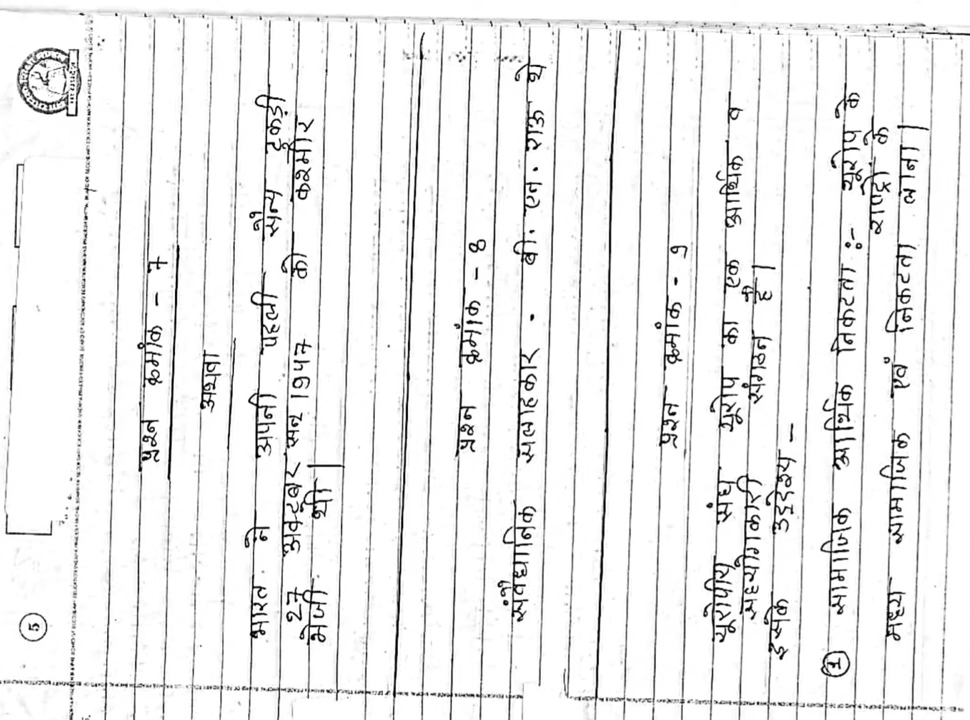 5
प्रश्न क्रमांक - 7
अथवा
भारत ने अपनी पहली सैन्य टुकड़ी
27 अक्टूबर सन 1947 को कश्मीर
भेजी थी |
प्रश्न क्रमांक - 8
संवैधानिक सलाहकार - बी. एन. राऊ थे
प्रश्न क्रमांक - 9
यूरोपीय संघ यूरोप का एक आर्थिक व
सहयोगकारी संगठन है |
इसके उद्देश्य -
1 सामाजिक आर्थिक निकटता :- यूरोप के राष्ट्रों के
मध्य सामाजिक एवं निकटता लाना |